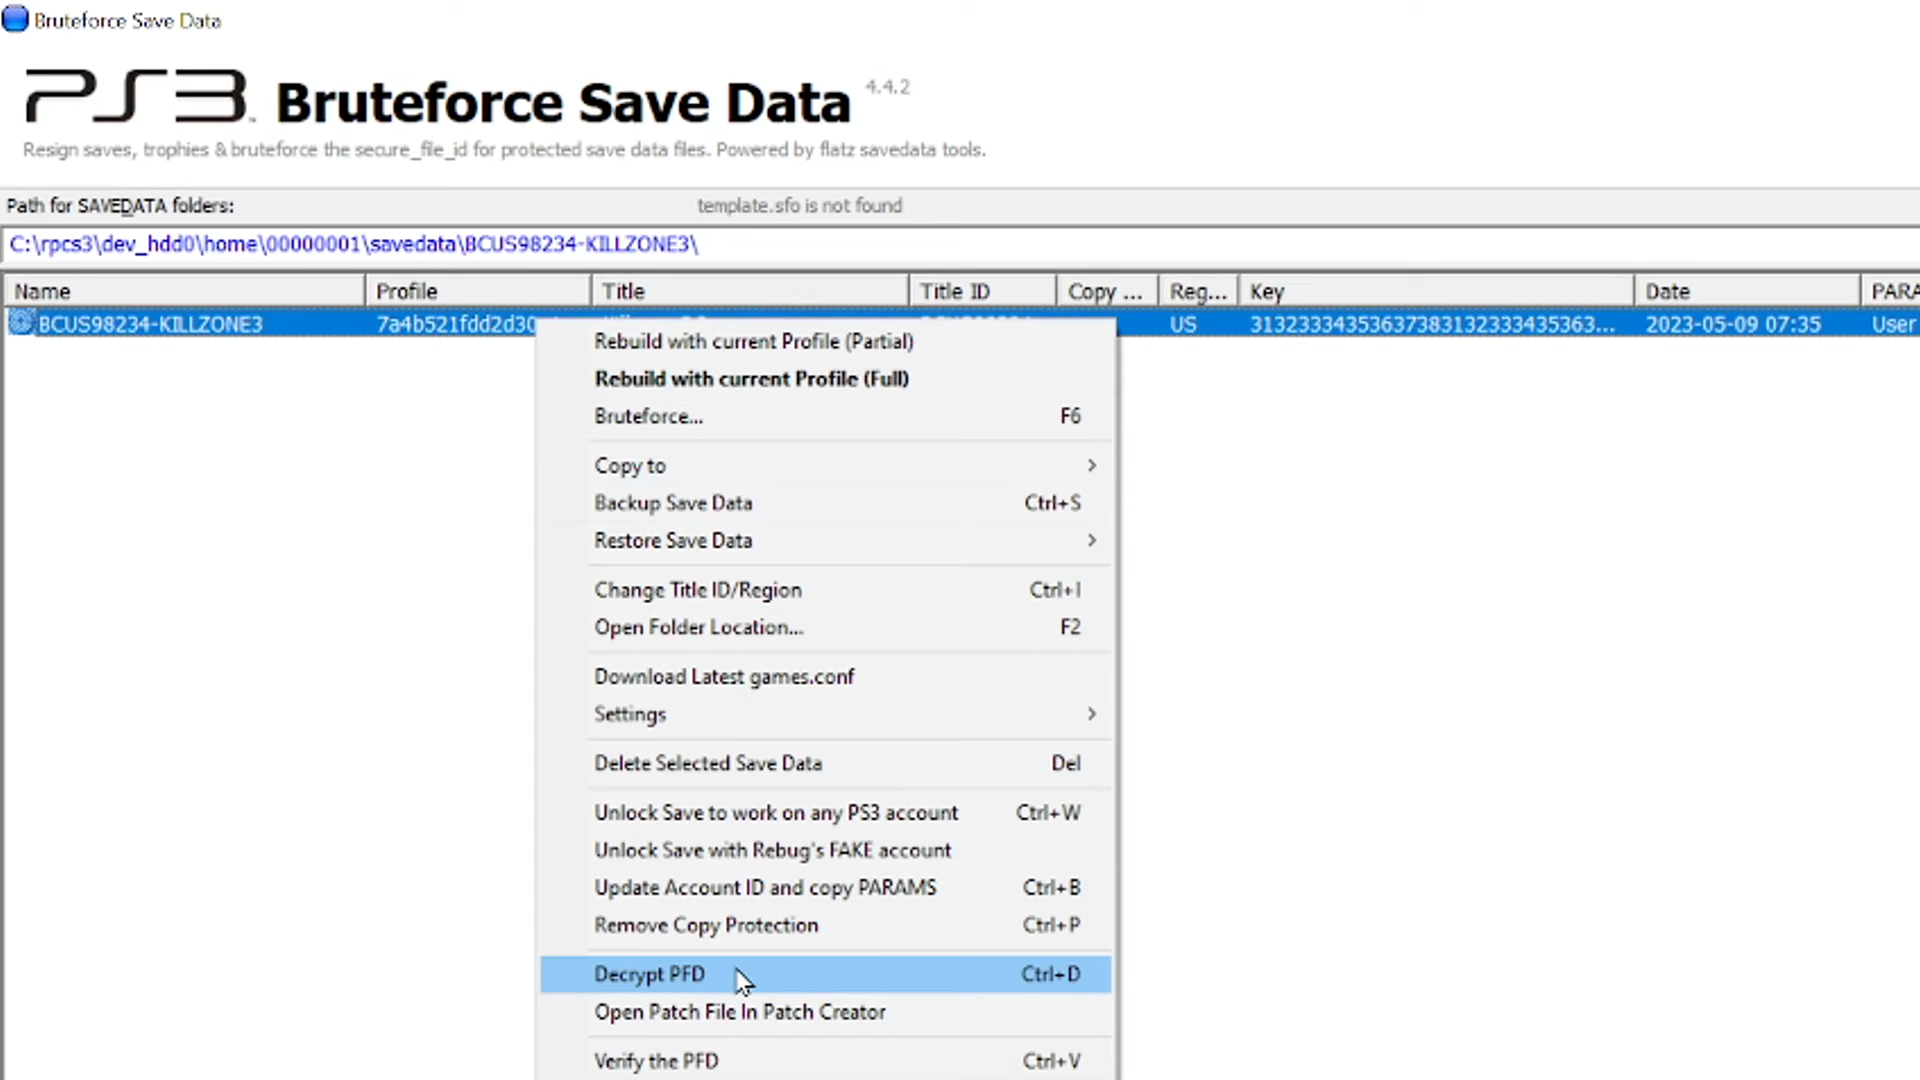 Bruteforce Save Data
PS3 Bruteforce Save Data 4.4.2
Resign saves, trophies & bruteforce the secure_file_id for protected save data files. Powered by flatz savedata tools.
Path for SAVEDATA folders: template.sfo is not found
C:\rpcs3\dev_hdd0\home\00000001\savedata\BCUS98234-KILLZONE3\
Name Profile Title Title ID Copy ... Reg... Key Date PARA
BCUS98234-KILLZONE3 7a4b521fdd2d30 US 31323334353637383132333435363... 2023-05-09 07:35 User
Rebuild with current Profile (Partial)
Rebuild with current Profile (Full)
Bruteforce... F6
Copy to >
Backup Save Data Ctrl+S
Restore Save Data >
Change Title ID/Region Ctrl+I
Open Folder Location... F2
Download Latest games.conf
Settings >
Delete Selected Save Data Del
Unlock Save to work on any PS3 account Ctrl+W
Unlock Save with Rebug's FAKE account
Update Account ID and copy PARAMS Ctrl+B
Remove Copy Protection Ctrl+P
Decrypt PFD Ctrl+D
Open Patch File In Patch Creator
Verify the PFD Ctrl+V